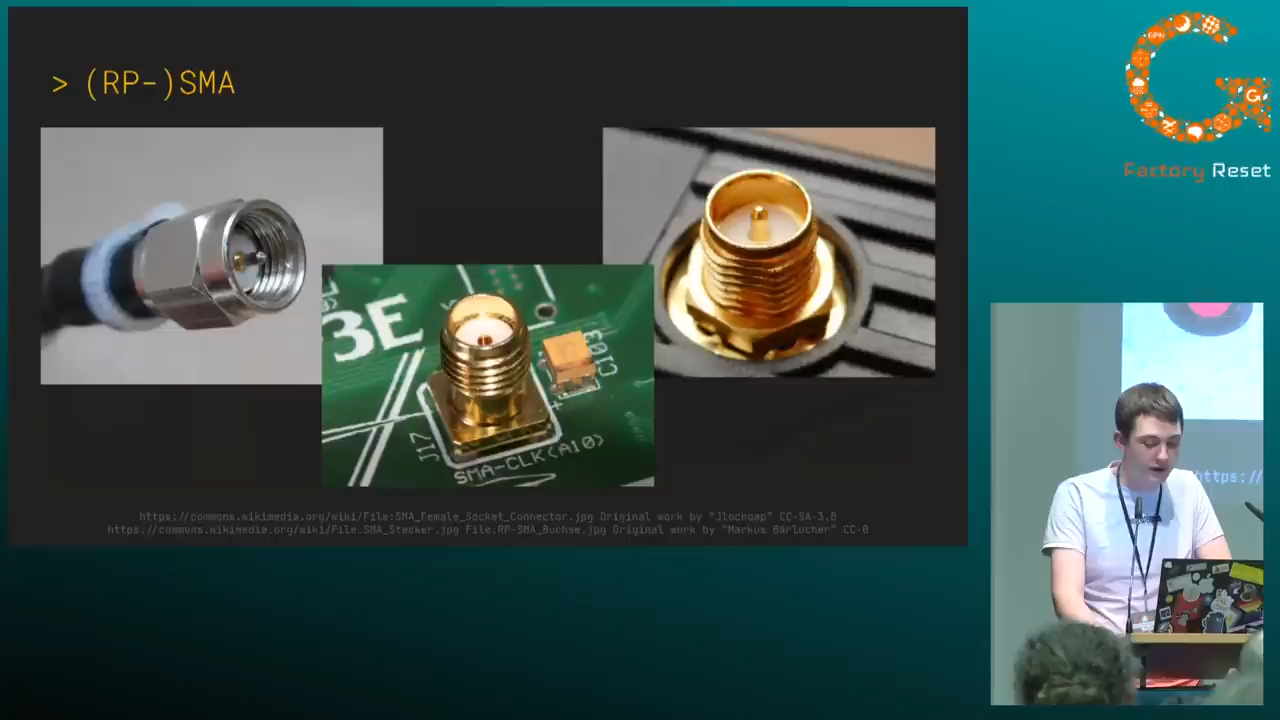 > (RP-)SMA
3E
C103
J17
SMA-CLK(A10)
https://commons.wikimedia.org/wiki/File:SMA_Female_Socket_Connector.jpg Original work by "Jlochoap" CC-SA-3.0
https://commons.wikimedia.org/wiki/File.SMA_Stecker.jpg File:RP-SMA_Buchse.jpg Original work by "Markus Bärlocher" CC-0
GPN
G
Factory Reset
https://